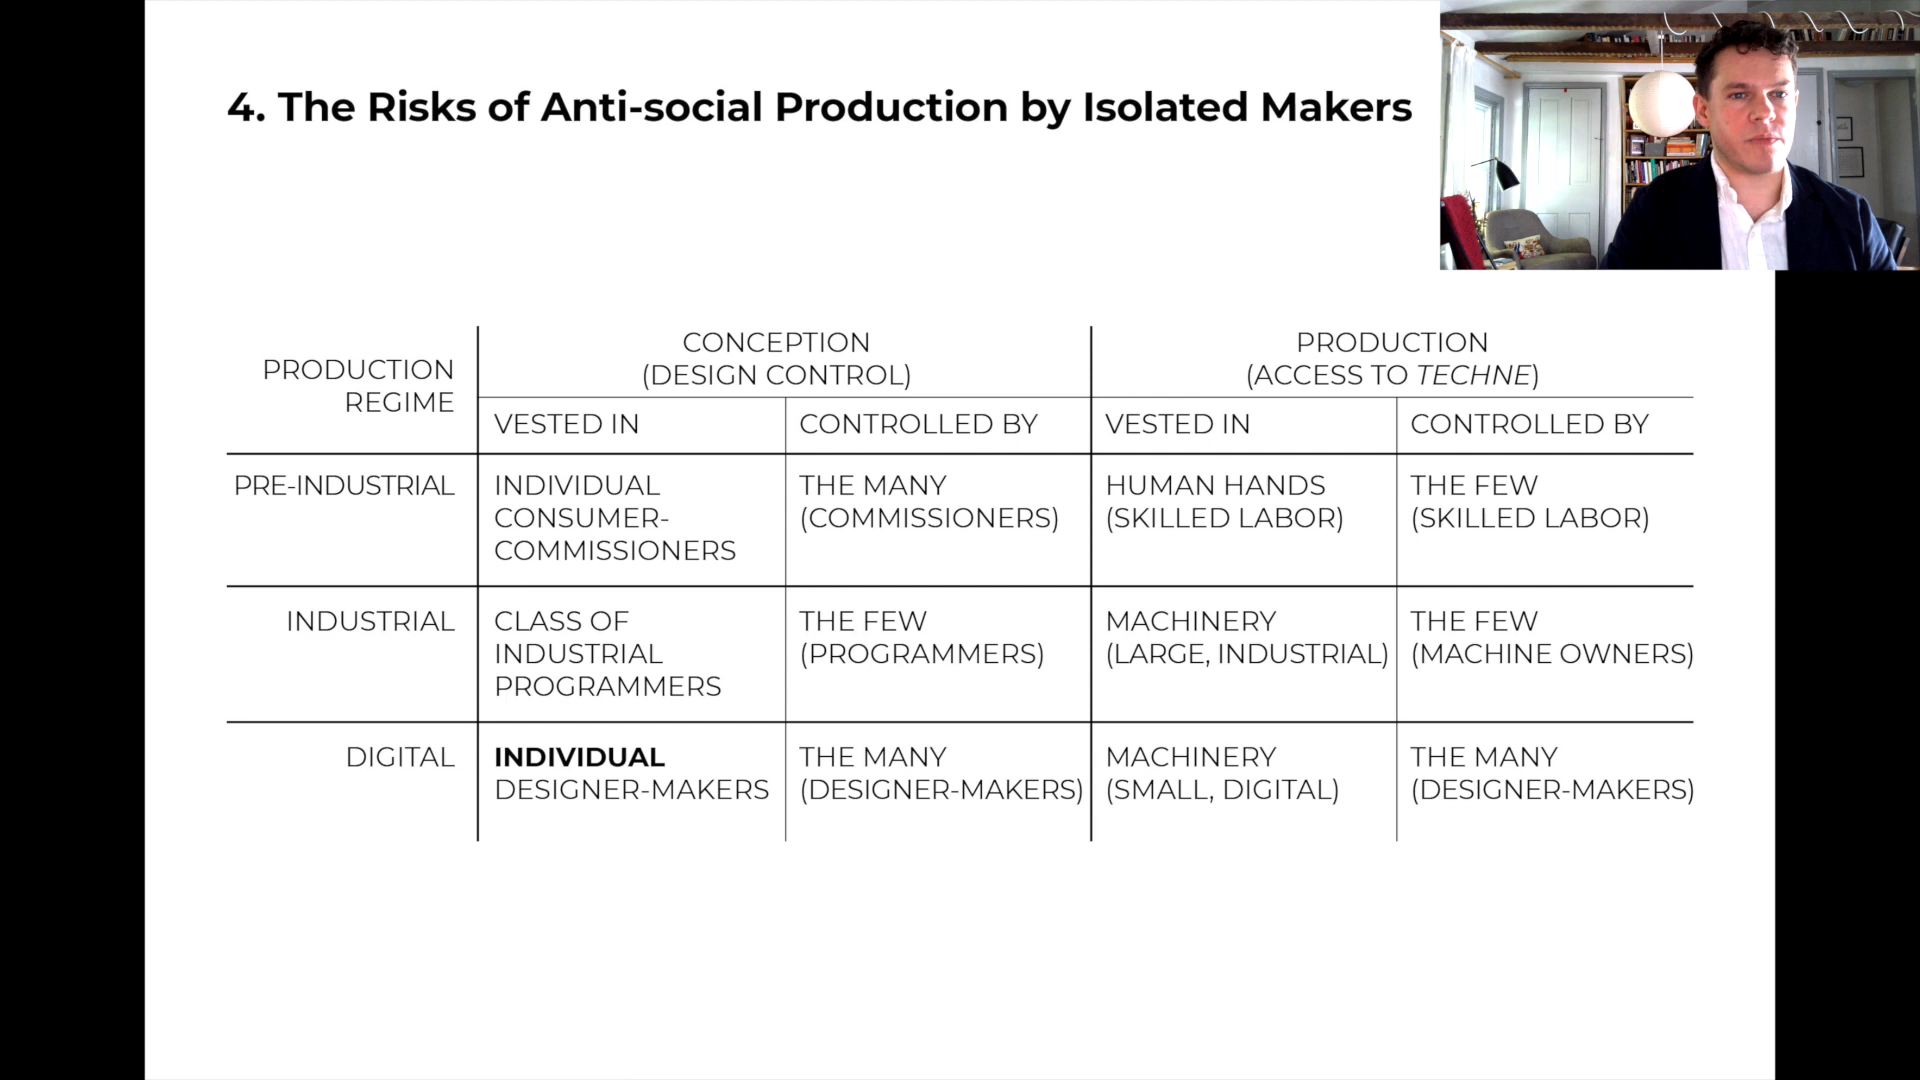 4. The Risks of Anti-social Production by Isolated Makers
PRODUCTION
REGIME
CONCEPTION
(DESIGN CONTROL)
PRODUCTION
(ACCESS TO TECHNE)
VESTED IN
CONTROLLED BY
VESTED IN
CONTROLLED BY
PRE-INDUSTRIAL
INDIVIDUAL
CONSUMER-
COMMISSIONERS
THE MANY
(COMMISSIONERS)
HUMAN HANDS
(SKILLED LABOR)
THE FEW
(SKILLED LABOR)
INDUSTRIAL
CLASS OF
INDUSTRIAL
PROGRAMMERS
THE FEW
(PROGRAMMERS)
MACHINERY
(LARGE, INDUSTRIAL)
THE FEW
(MACHINE OWNERS)
DIGITAL
INDIVIDUAL
DESIGNER-MAKERS
THE MANY
(DESIGNER-MAKERS)
MACHINERY
(SMALL, DIGITAL)
THE MANY
(DESIGNER-MAKERS)